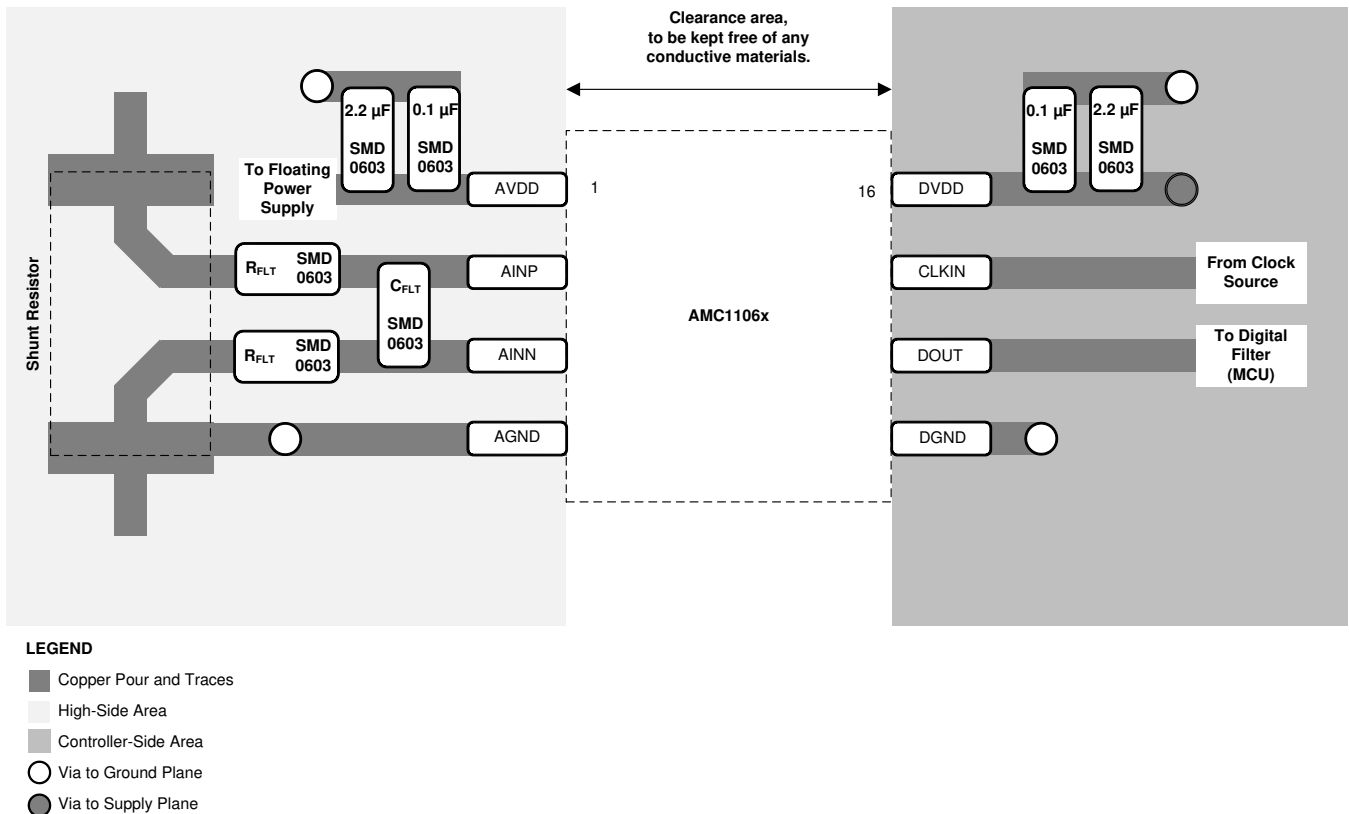 Clearance area,
to be kept free of any
conductive materials.
2.2 µF
SMD
0603
0.1 µF
SMD
0603
0.1 µF
SMD
0603
2.2 µF
SMD
0603
To Floating
Power
Supply
AVDD
1
16
DVDD
Shunt Resistor
RFLT
SMD
0603
CFLT
SMD
0603
AINP
CLKIN
From Clock
Source
AMC1106x
RFLT
SMD
0603
AINN
DOUT
To Digital
Filter
(MCU)
AGND
DGND
LEGEND
Copper Pour and Traces
High-Side Area
Controller-Side Area
Via to Ground Plane
Via to Supply Plane